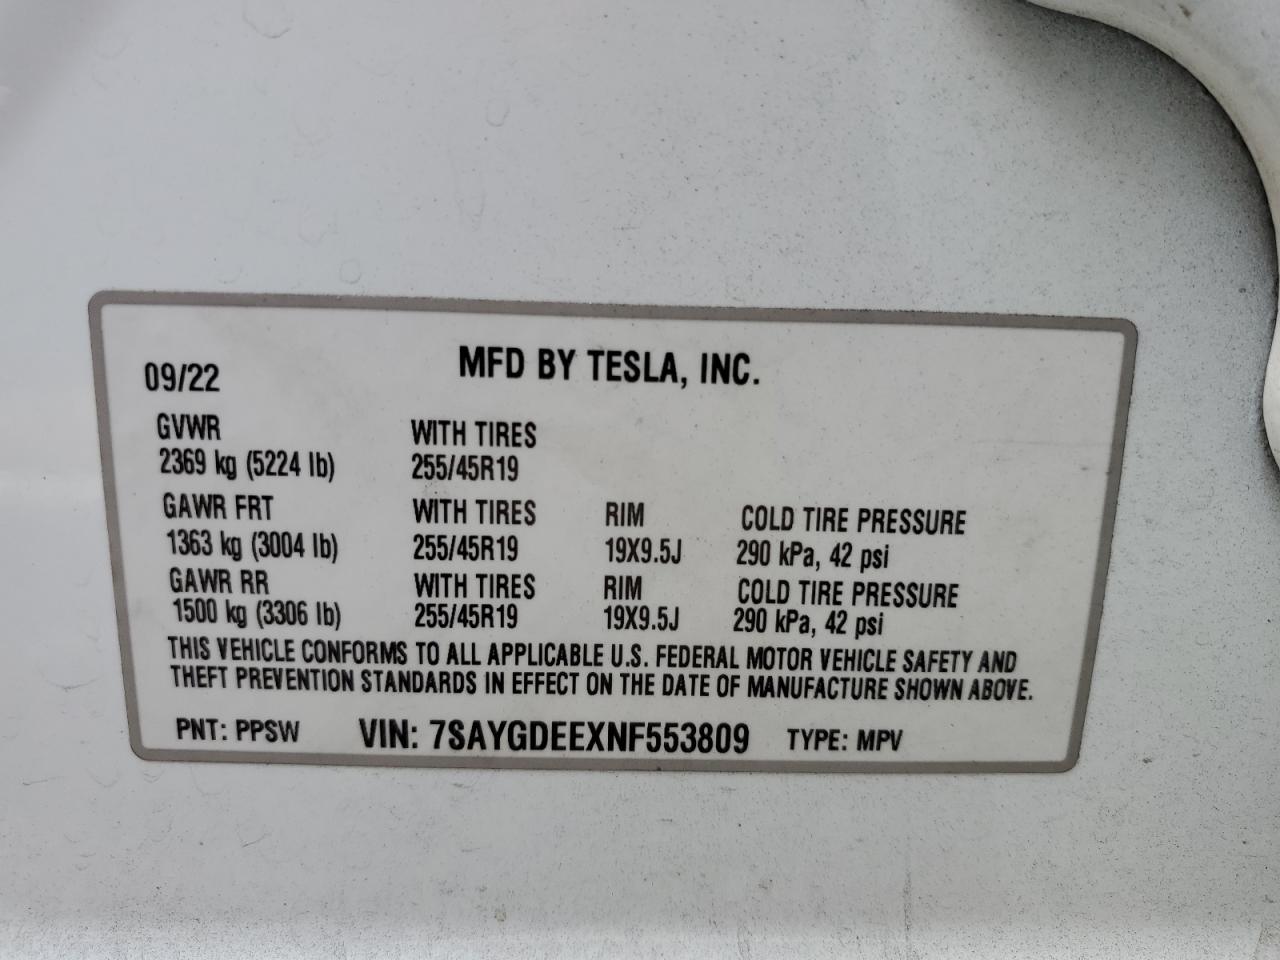 09/22 MFD BY TESLA, INC.
GVWR WITH TIRES
2369 kg (5224 lb) 255/45R19
GAWR FRT WITH TIRES RIM COLD TIRE PRESSURE
1363 kg (3004 lb) 255/45R19 19X9.5J 290 kPa, 42 psi
GAWR RR WITH TIRES RIM COLD TIRE PRESSURE
1500 kg (3306 lb) 255/45R19 19X9.5J 290 kPa, 42 psi
THIS VEHICLE CONFORMS TO ALL APPLICABLE U.S. FEDERAL MOTOR VEHICLE SAFETY AND
THEFT PREVENTION STANDARDS IN EFFECT ON THE DATE OF MANUFACTURE SHOWN ABOVE.
PNT: PPSW VIN: 7SAYGDEEXNF553809 TYPE: MPV